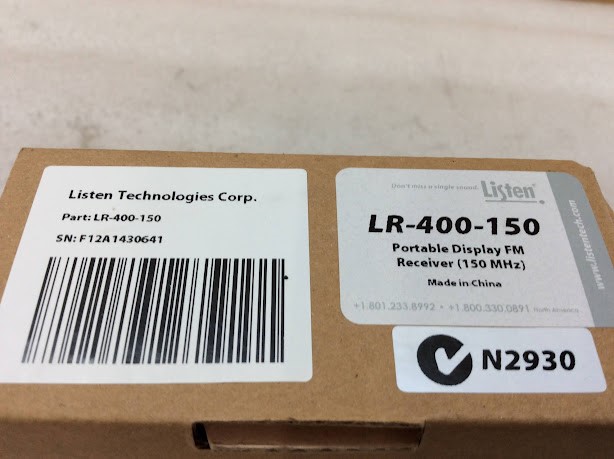 Listen Technologies Corp.
Part: LR-400-150
SN: F12A1430641
Don't miss a single sound.
Listen
LR-400-150
Portable Display FM
Receiver (150 MHz)
Made in China
+1.801.233.8992 • +1.800.330.0891 North America
www.listentech.com
N2930